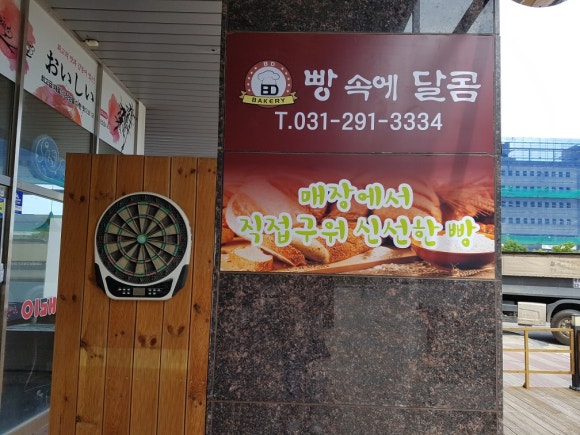 おいしい
BD
BAKERY
빵 속에 달콤
T.031-291-3334
매장에서
직접구워 신선한 빵